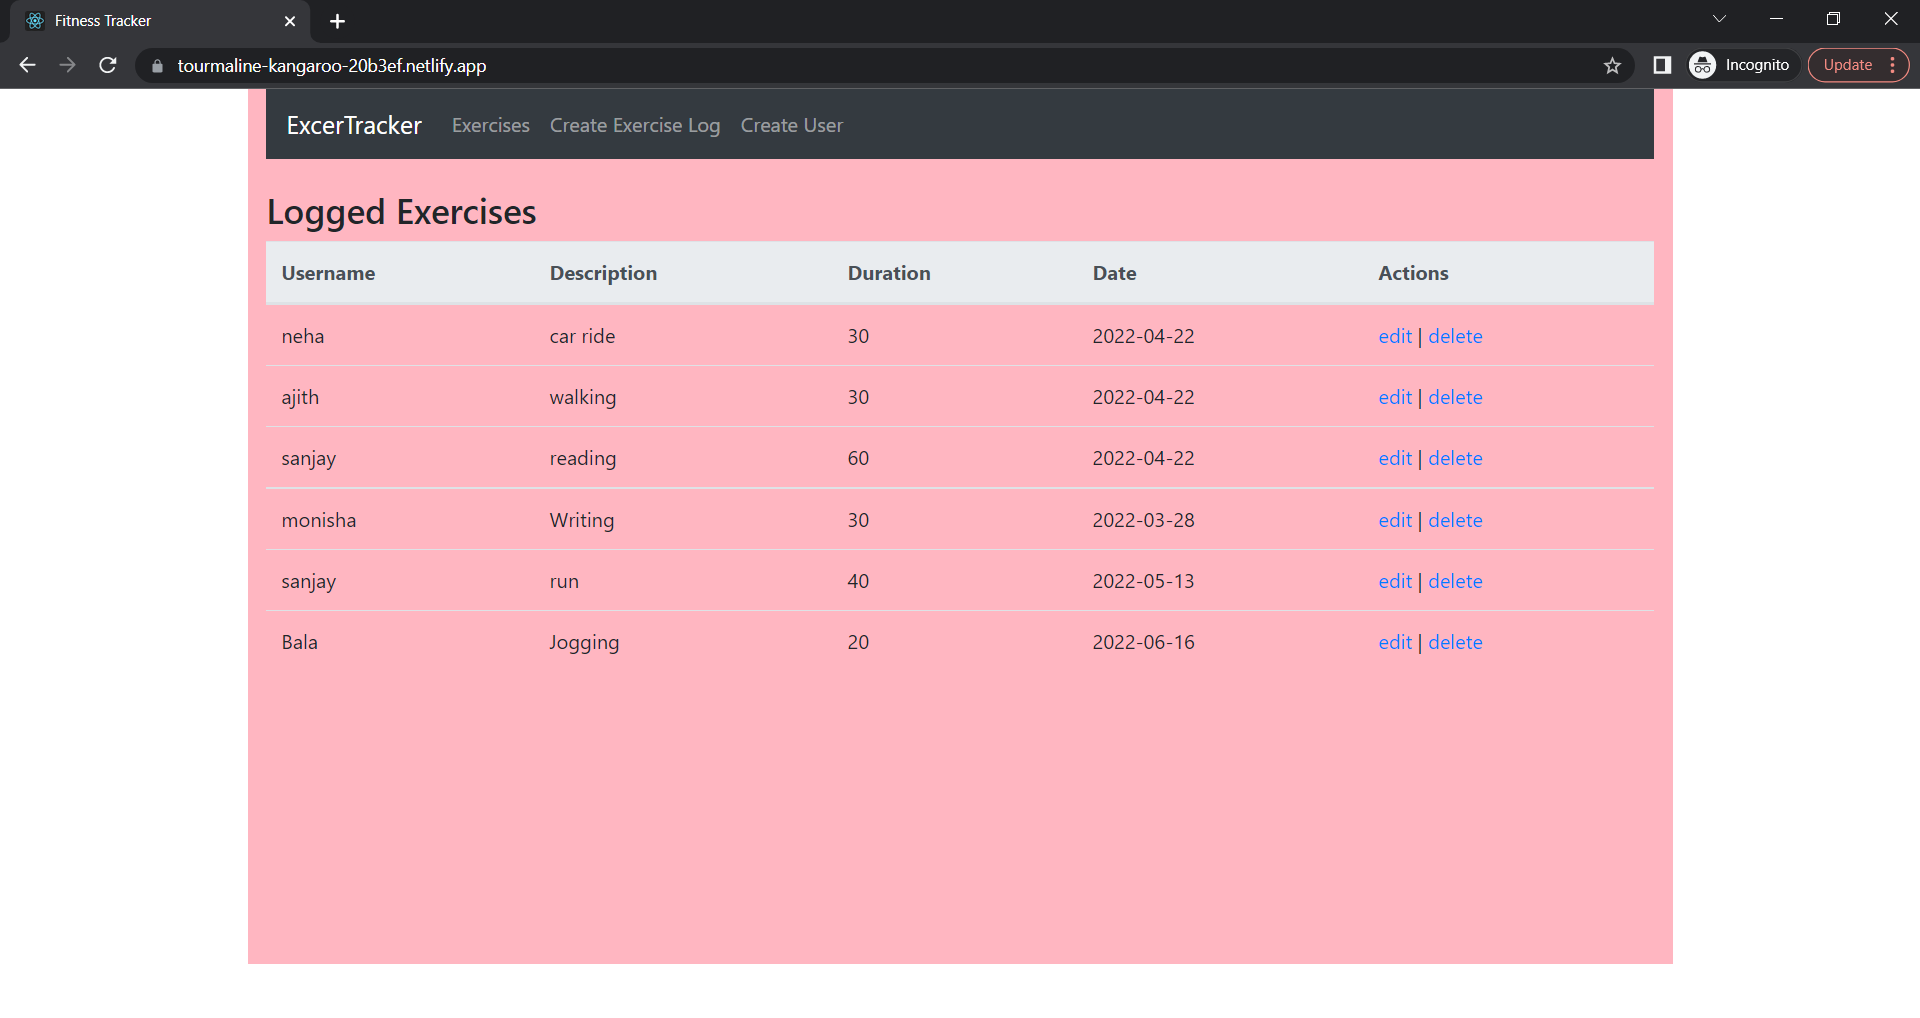 Fitness Tracker
tourmaline-kangaroo-20b3ef.netlify.app Incognito Update
ExcerTracker Exercises Create Exercise Log Create User
Logged Exercises
Username Description Duration Date Actions
neha car ride 30 2022-04-22 edit | delete
ajith walking 30 2022-04-22 edit | delete
sanjay reading 60 2022-04-22 edit | delete
monisha Writing 30 2022-03-28 edit | delete
sanjay run 40 2022-05-13 edit | delete
Bala Jogging 20 2022-06-16 edit | delete